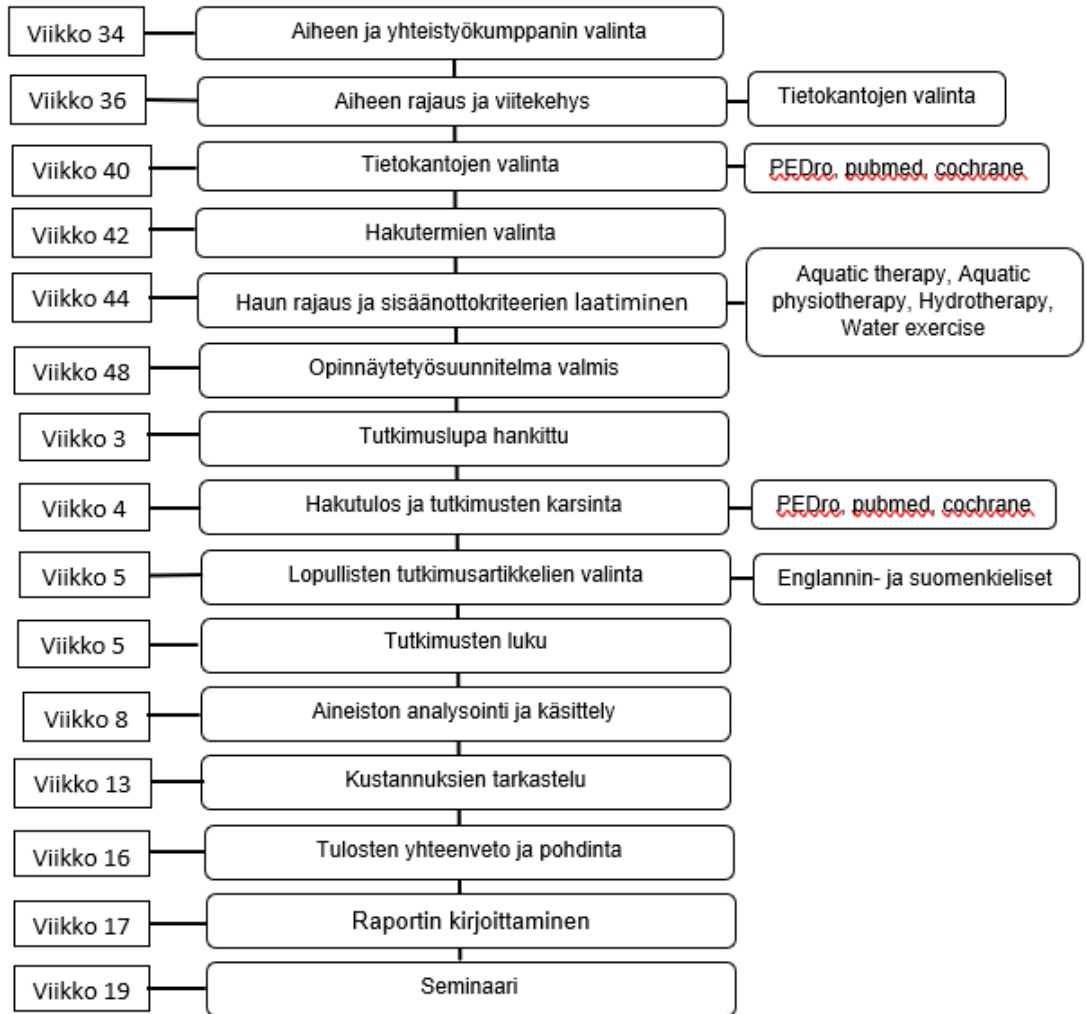 Viikko 34
Aiheen ja yhteistyökumppanin valinta
Viikko 36
Aiheen rajaus ja viitekehys
Tietokantojen valinta
Viikko 40
Tietokantojen valinta
PEDro, pubmed, cochrane
Viikko 42
Hakutermien valinta
Viikko 44
Haun rajaus ja sisäänottokriteerien laatiminen
Aquatic therapy, Aquatic
physiotherapy, Hydrotherapy,
Water exercise
Viikko 48
Opinnäytetyösuunnitelma valmis
Viikko 3
Tutkimuslupa hankittu
Viikko 4
Hakutulos ja tutkimusten karsinta
PEDro, pubmed, cochrane
Viikko 5
Lopullisten tutkimusartikkelien valinta
Englannin- ja suomenkieliset
Viikko 5
Tutkimusten luku
Viikko 8
Aineiston analysointi ja käsittely
Viikko 13
Kustannuksien tarkastelu
Viikko 16
Tulosten yhteenveto ja pohdinta
Viikko 17
Raportin kirjoittaminen
Viikko 19
Seminaari